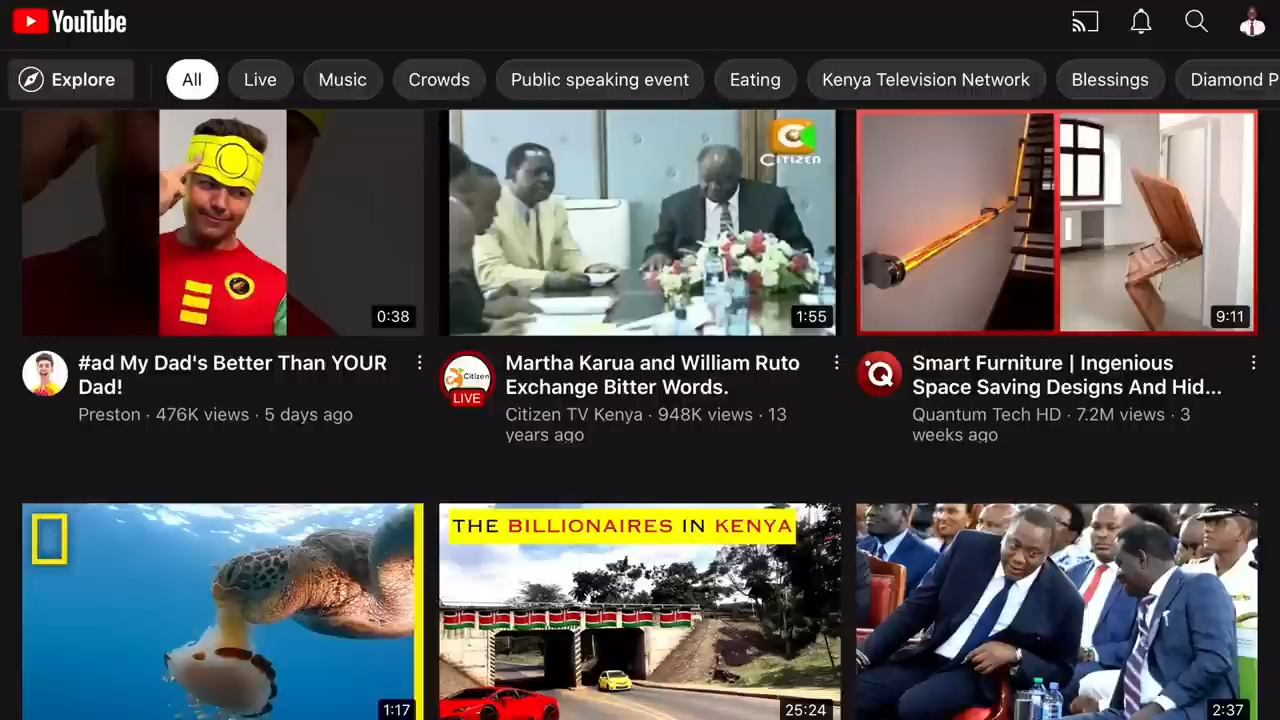 YouTube
Explore
All
Live
Music
Crowds
Public speaking event
Eating
Kenya Television Network
Blessings
Diamond P
CITIZEN
0:38
1:55
9:11
#ad My Dad's Better Than YOUR
Dad!
Preston · 476K views · 5 days ago
Citizen
LIVE
Martha Karua and William Ruto
Exchange Bitter Words.
Citizen TV Kenya · 948K views · 13
years ago
Q
Smart Furniture | Ingenious
Space Saving Designs And Hid...
Quantum Tech HD · 7.2M views · 3
weeks ago
THE BILLIONAIRES IN KENYA
1:17
25:24
2:37